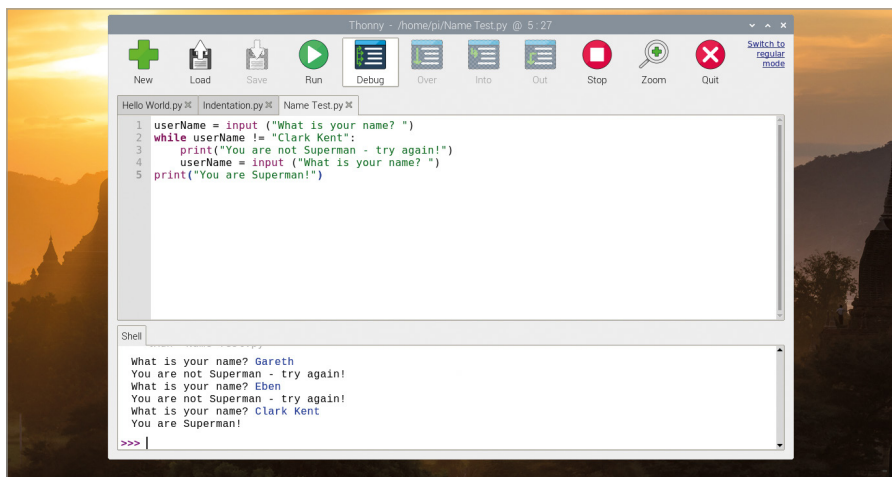 Thonny - /home/pi/Name Test.py @ 5:27
New Load Save Run Debug Over Into Out Stop Zoom Quit
Switch to
regular
mode
Hello World.py Indentation.py Name Test.py
1 userName = input ("What is your name? ")
2 while userName != "Clark Kent":
3     print("You are not Superman - try again!")
4     userName = input ("What is your name? ")
5 print("You are Superman!")
Shell
What is your name? Gareth
You are not Superman - try again!
What is your name? Eben
You are not Superman - try again!
What is your name? Clark Kent
You are Superman!
>>>